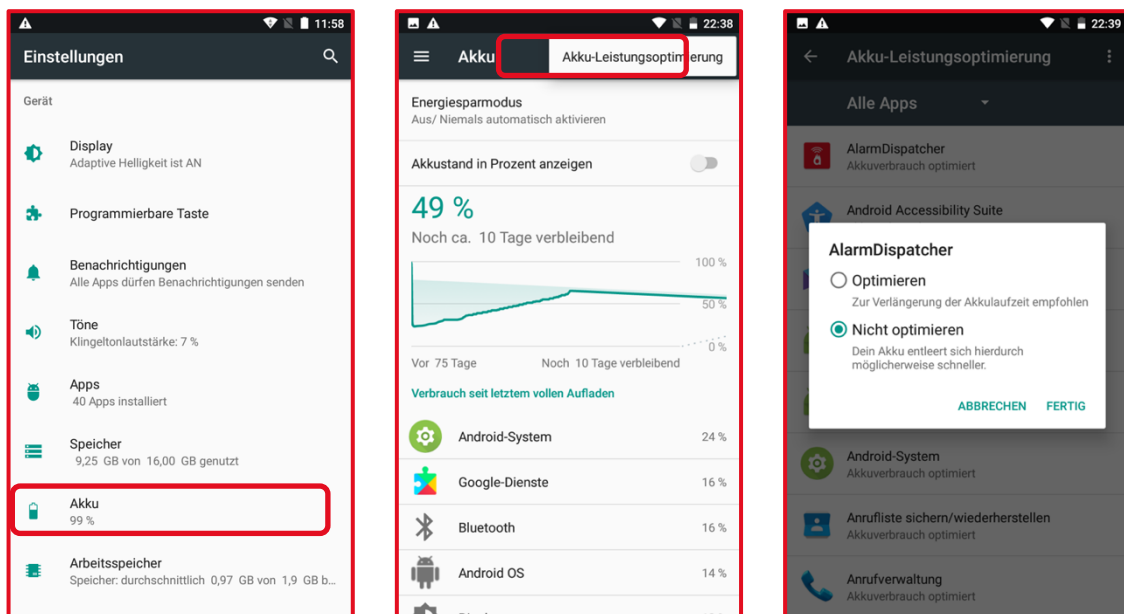 11:58
Einstellungen
Gerät
Display
Adaptive Helligkeit ist AN
Programmierbare Taste
Benachrichtigungen
Alle Apps dürfen Benachrichtigungen senden
Töne
Klingeltonlautstärke: 7 %
Apps
40 Apps installiert
Speicher
9,25 GB von 16,00 GB genutzt
Akku
99 %
Arbeitsspeicher
Speicher: durchschnittlich 0,97 GB von 1,9 GB b...
22:38
Akku
Akku-Leistungsoptimierung
Energiesparmodus
Aus/ Niemals automatisch aktivieren
Akkustand in Prozent anzeigen
49 %
Noch ca. 10 Tage verbleibend
100 %
50 %
0 %
Vor 75 Tage
Noch 10 Tage verbleibend
Verbrauch seit letztem vollen Aufladen
Android-System
24 %
Google-Dienste
16 %
Bluetooth
16 %
Android OS
14 %
22:39
Akku-Leistungsoptimierung
Alle Apps
AlarmDispatcher
Akkuverbrauch optimiert
Android Accessibility Suite
AlarmDispatcher
Optimieren
Zur Verlängerung der Akkulaufzeit empfohlen
Nicht optimieren
Dein Akku entleert sich hierdurch
möglicherweise schneller.
ABBRECHEN
FERTIG
Android-System
Akkuverbrauch optimiert
Anrufliste sichern/wiederherstellen
Akkuverbrauch optimiert
Anrufverwaltung
Akkuverbrauch optimiert